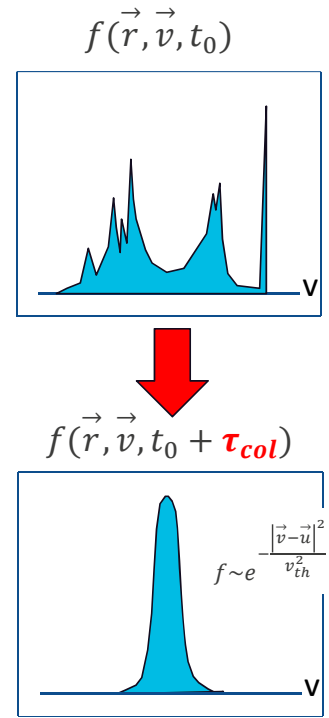 f(r⃗, v⃗, t₀)
v
f(r⃗, v⃗, t₀ + τ_col)
f~e^(-|v⃗-u⃗|²/v_th²)
v